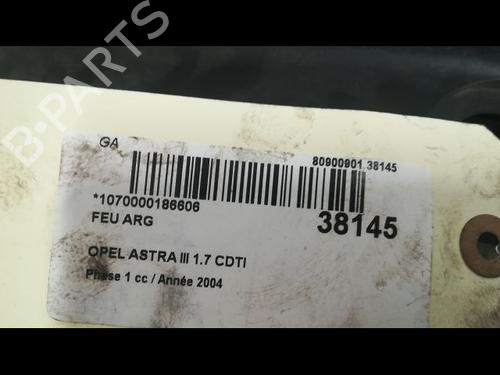 B-PARTS
GA
80900901 38145
*1070000186606
FEU ARG
38145
OPEL ASTRA III 1.7 CDTI
Phase 1 cc / Année 2004